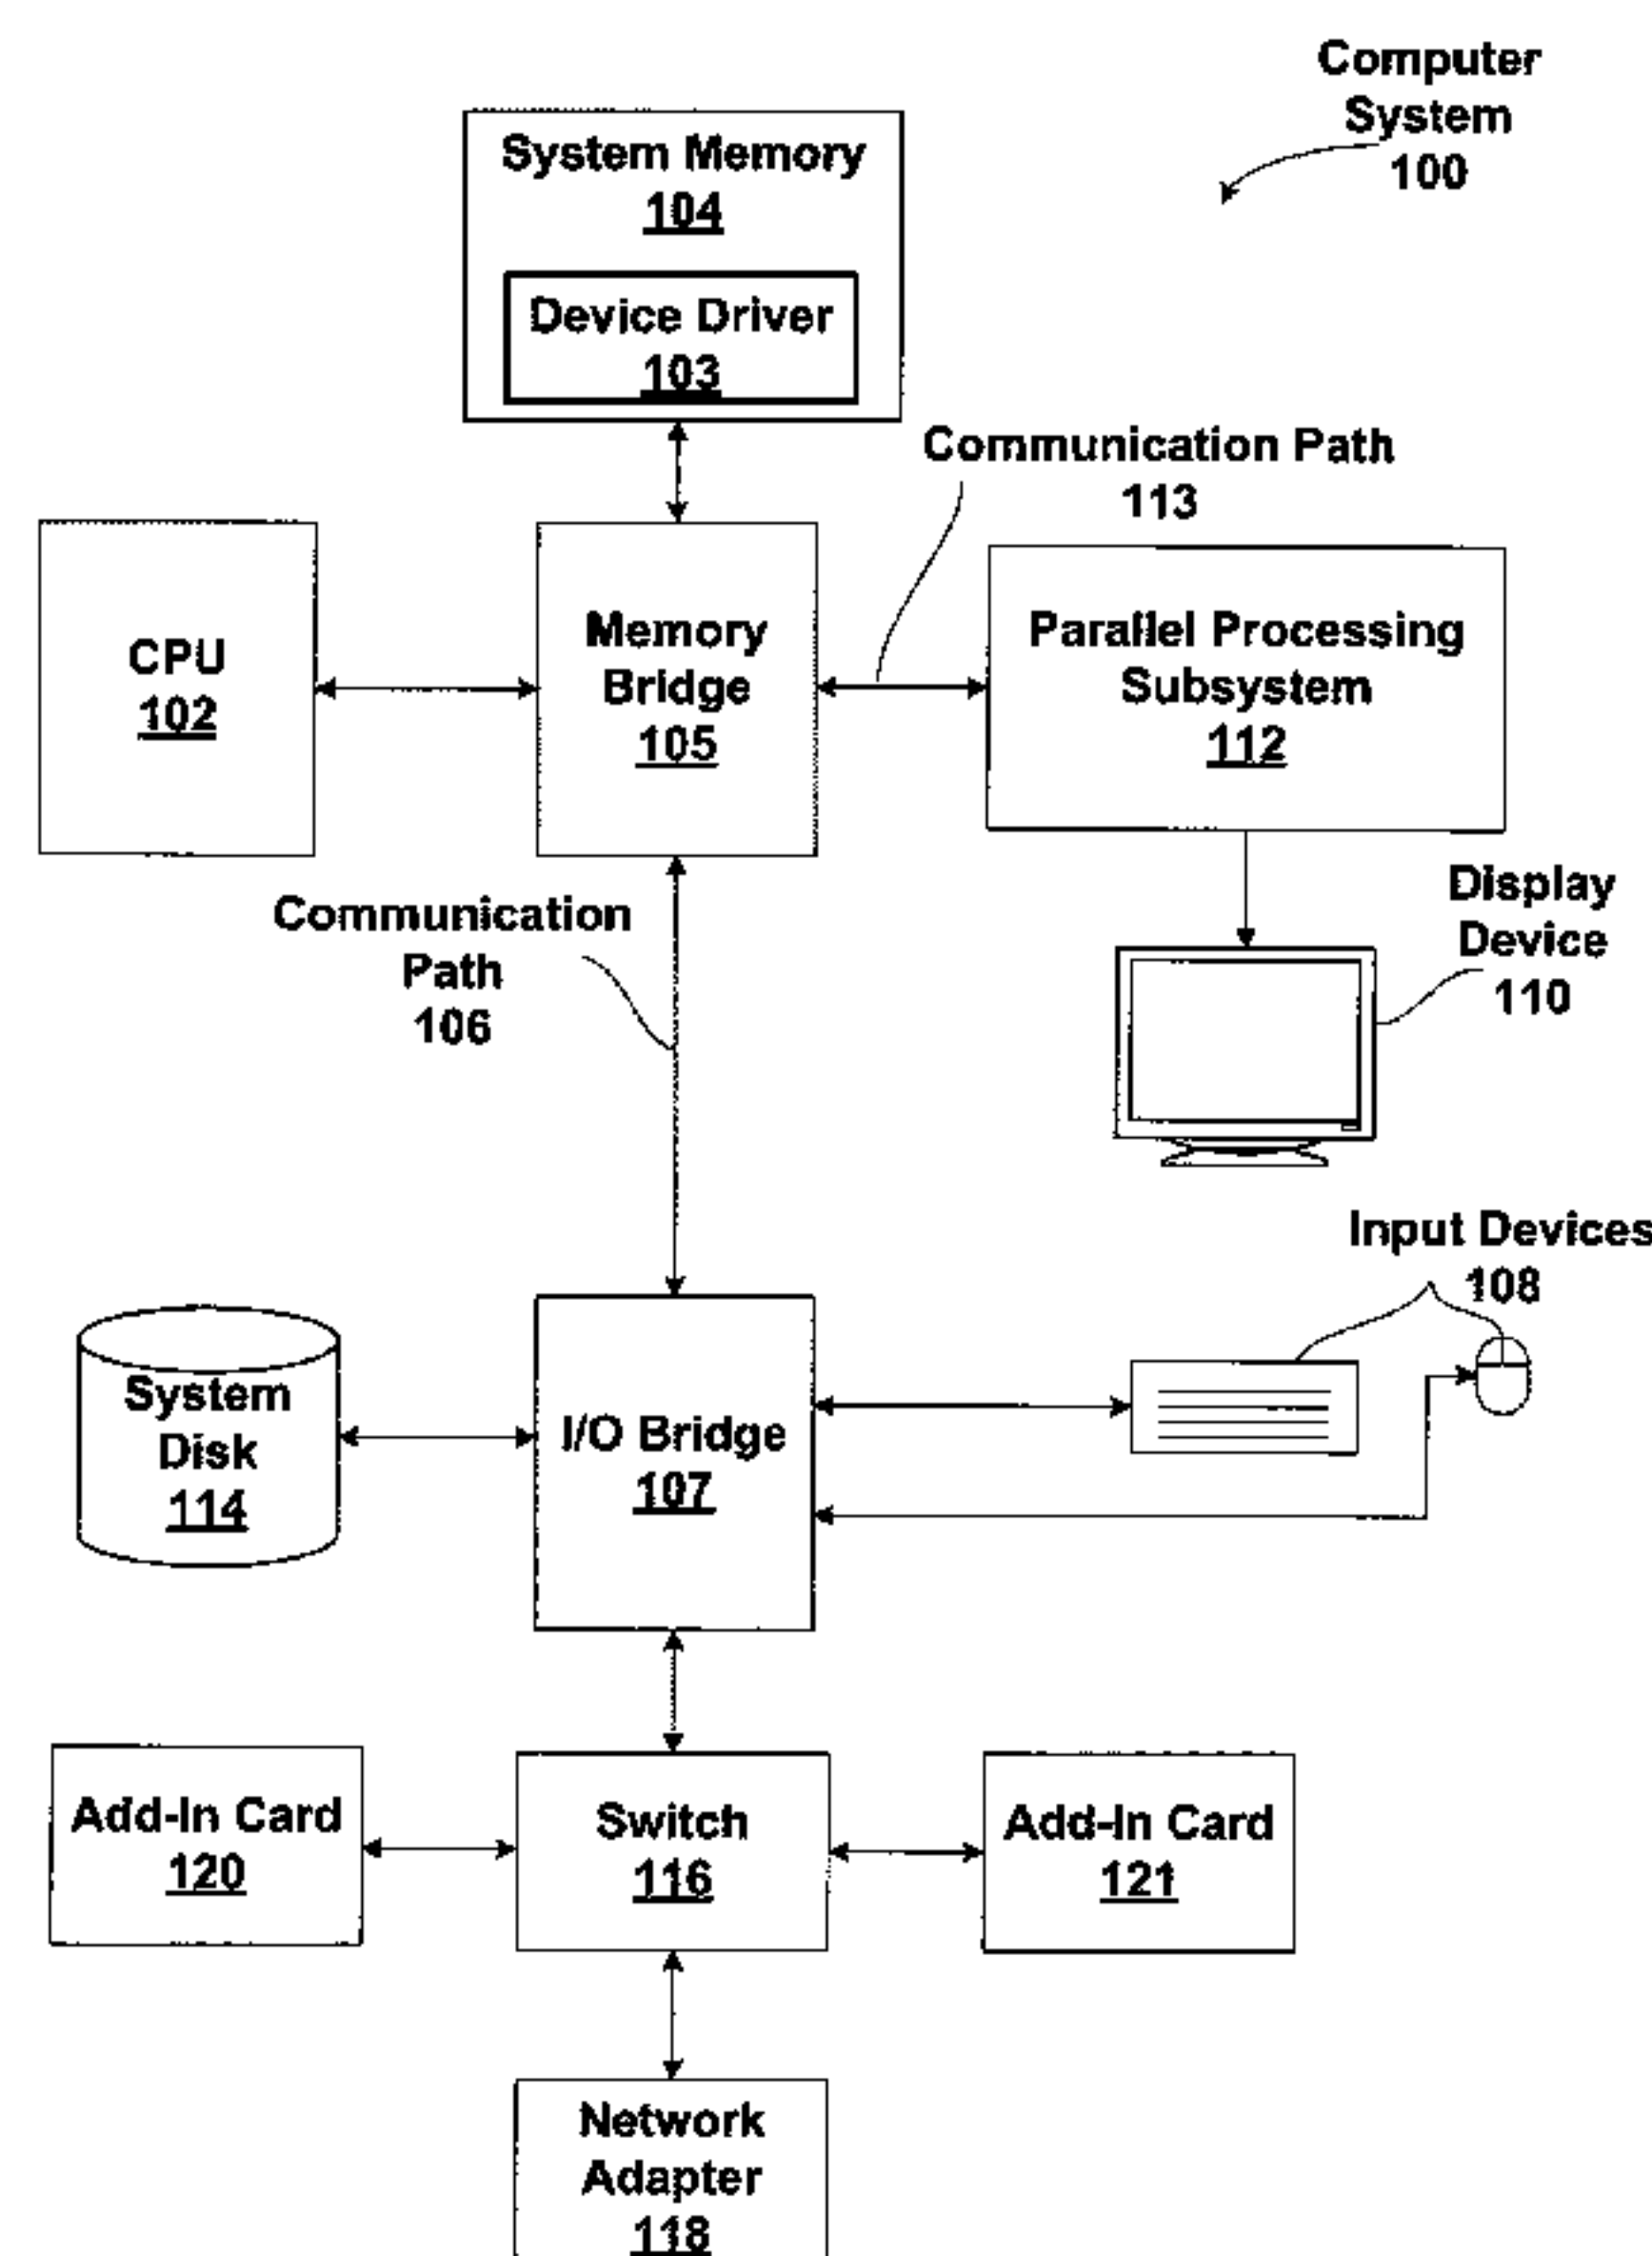 Computer
System
100
System Memory
104
Device Driver
103
Communication Path
113
CPU
102
Memory
Bridge
105
Parallel Processing
Subsystem
112
Communication
Path
106
Display
Device
110
Input Devices
108
System
Disk
114
I/O Bridge
107
Add-In Card
120
Switch
116
Add-In Card
121
Network
Adapter
118